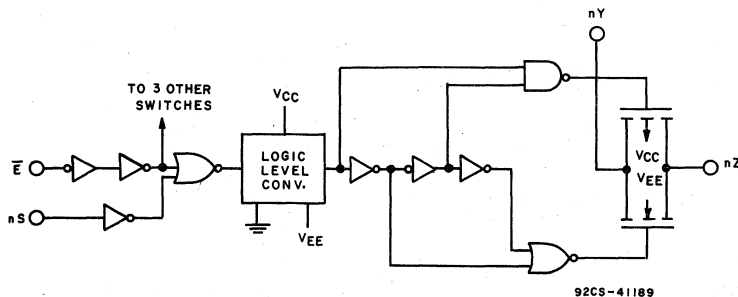 nY
TO 3 OTHER
SWITCHES
VCC
E
LOGIC
LEVEL
CONV.
VCC
nZ
VEE
nS
VEE
92CS-41189